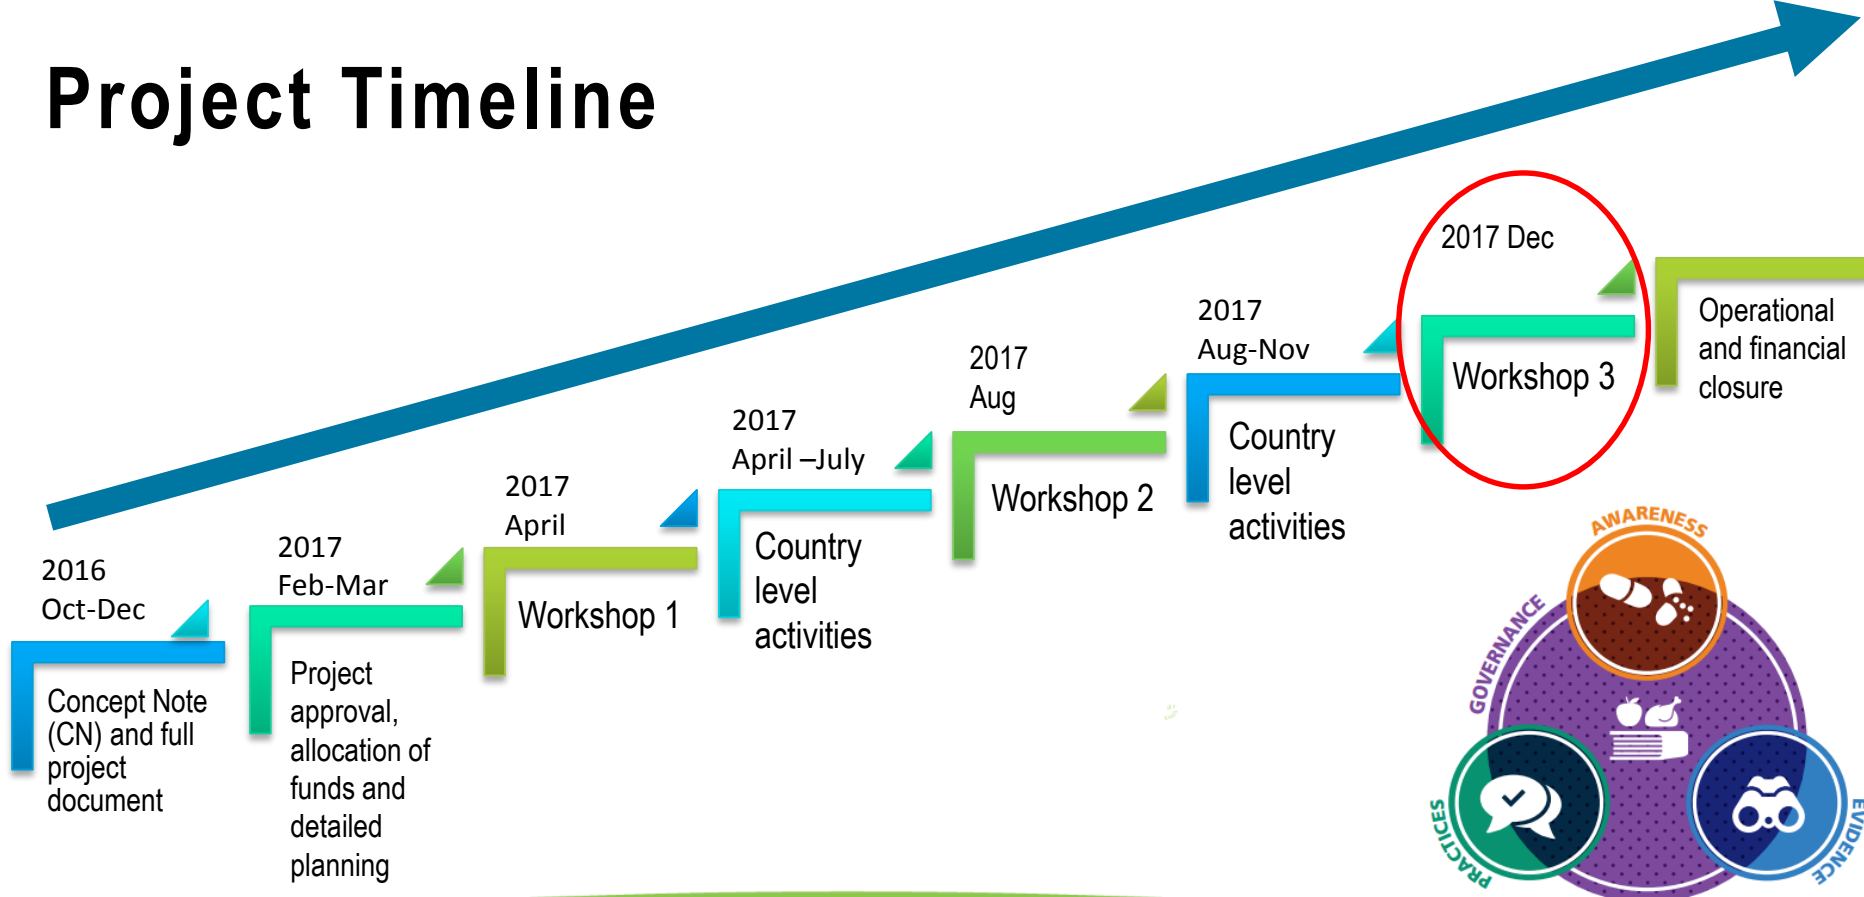 Project Timeline
2016
Oct-Dec
Concept Note
(CN) and full
project
document
2017
Feb-Mar
Project
approval,
allocation of
funds and
detailed
planning
2017
April
Workshop 1
2017
April –July
Country
level
activities
2017
Aug
Workshop 2
2017
Aug-Nov
Country
level
activities
2017 Dec
Workshop 3
Operational
and financial
closure
AWARENESS
GOVERNANCE
PRACTICES
EVIDENCE